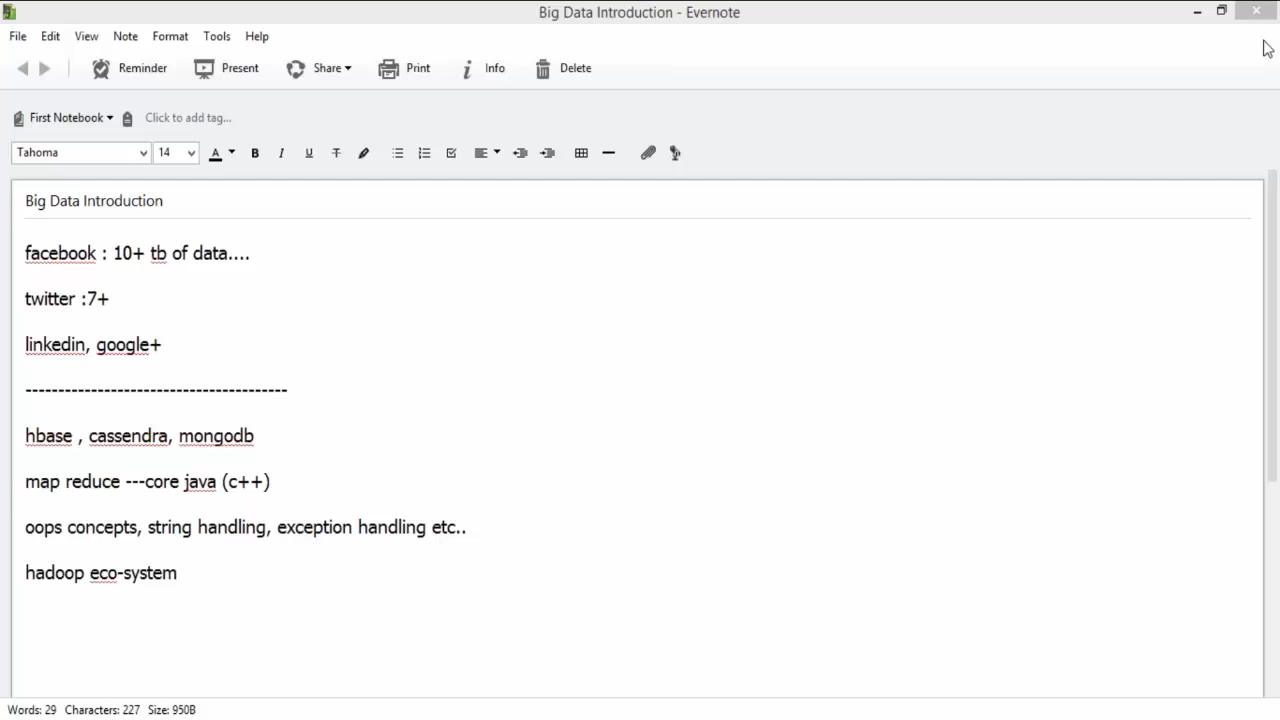 Big Data Introduction - Evernote
File Edit View Note Format Tools Help
Reminder Present Share Print Info Delete
First Notebook Click to add tag...
Tahoma 14 A B I U T
Big Data Introduction
facebook : 10+ tb of data....
twitter :7+
linkedin, google+
----------------------------------------
hbase , cassendra, mongodb
map reduce ---core java (c++)
oops concepts, string handling, exception handling etc..
hadoop eco-system
Words: 29 Characters: 227 Size: 950B